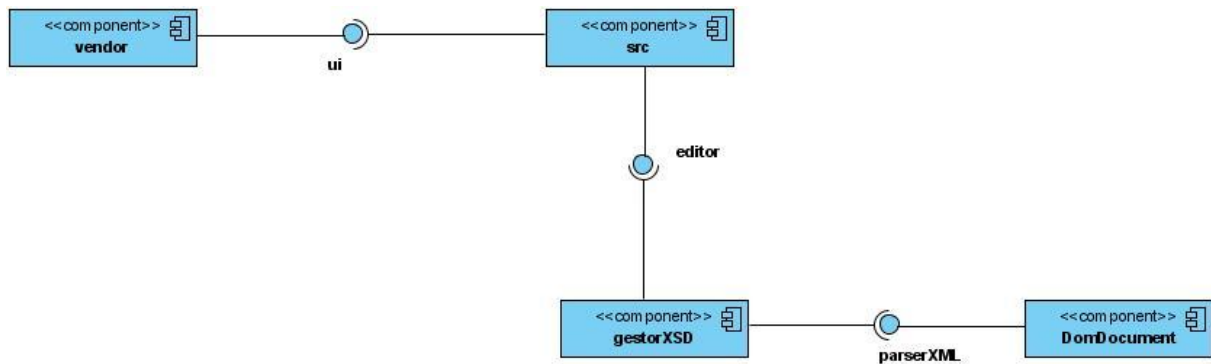 <<component>>
vendor
ui
<<component>>
src
editor
<<component>>
gestorXSD
parserXML
<<component>>
DomDocument